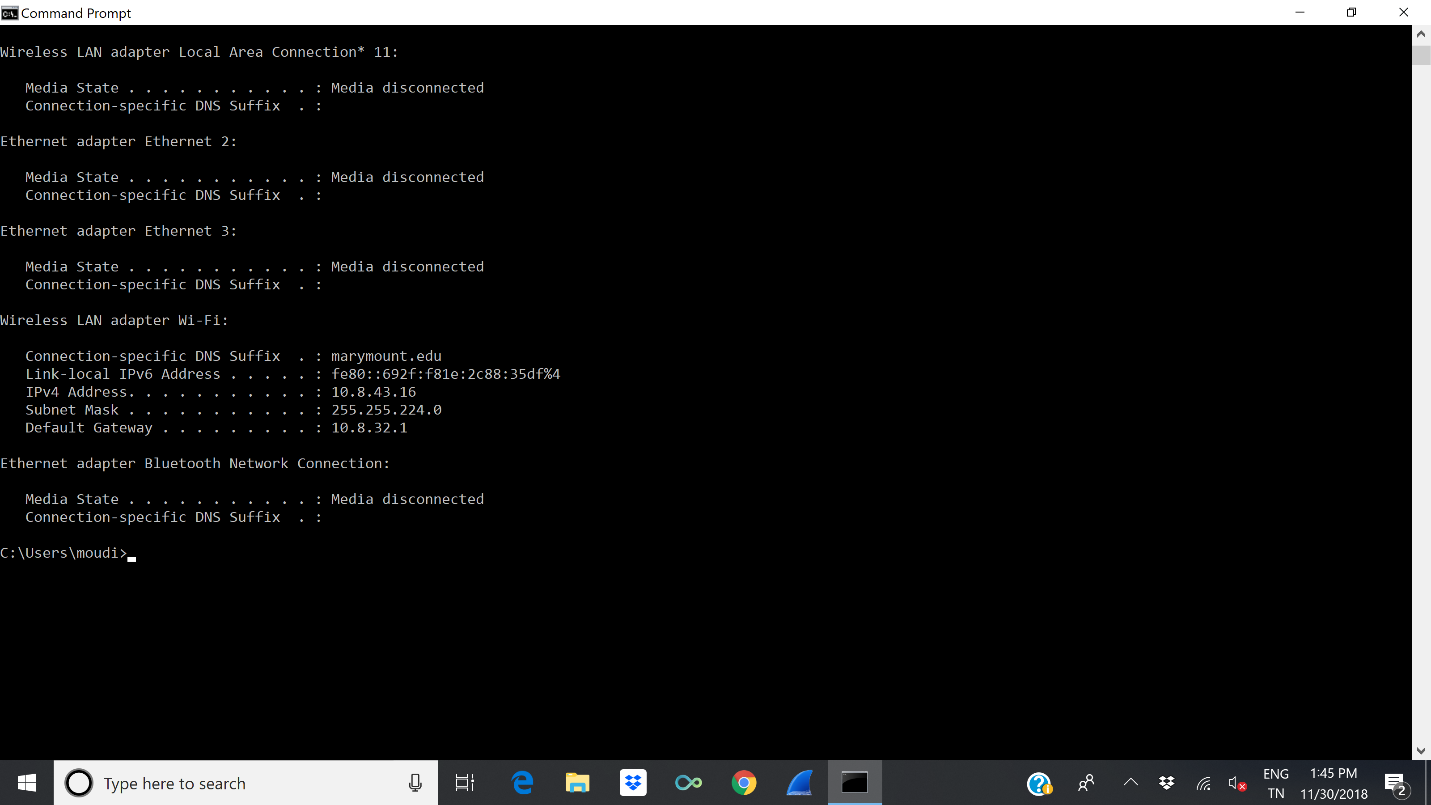 Command Prompt
Wireless LAN adapter Local Area Connection* 11:
Media State . . . . . . . . . . . : Media disconnected
Connection-specific DNS Suffix  . :
Ethernet adapter Ethernet 2:
Media State . . . . . . . . . . . : Media disconnected
Connection-specific DNS Suffix  . :
Ethernet adapter Ethernet 3:
Media State . . . . . . . . . . . : Media disconnected
Connection-specific DNS Suffix  . :
Wireless LAN adapter Wi-Fi:
Connection-specific DNS Suffix  . : marymount.edu
Link-local IPv6 Address . . . . . : fe80::692f:f81e:2c88:35df%4
IPv4 Address. . . . . . . . . . . : 10.8.43.16
Subnet Mask . . . . . . . . . . . : 255.255.224.0
Default Gateway . . . . . . . . . : 10.8.32.1
Ethernet adapter Bluetooth Network Connection:
Media State . . . . . . . . . . . : Media disconnected
Connection-specific DNS Suffix  . :
C:\Users\moudi>
Type here to search
ENG
TN
1:45 PM
11/30/2018
2